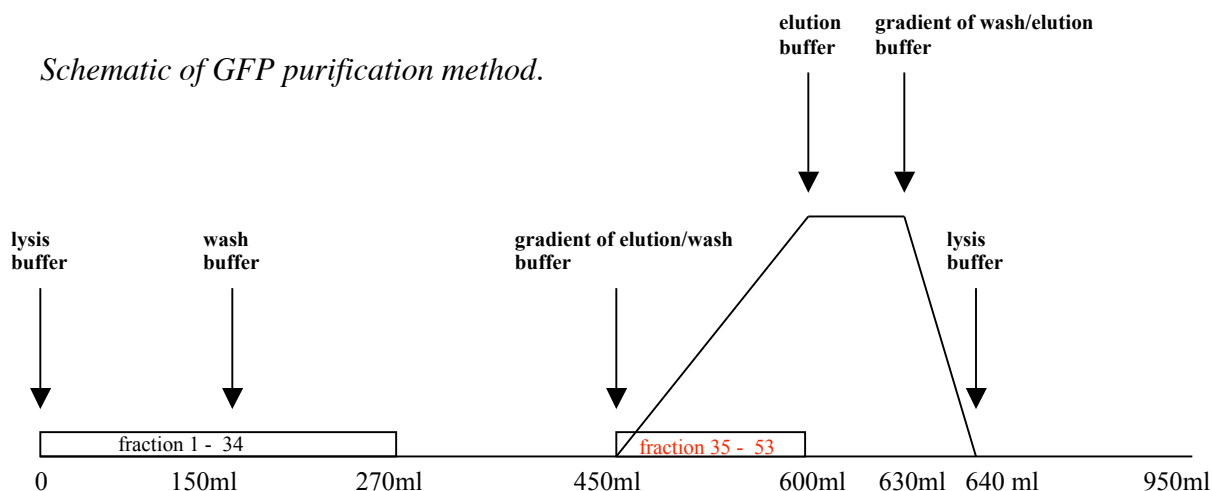 elution
buffer
gradient of wash/elution
buffer
Schematic of GFP purification method.
lysis
buffer
wash
buffer
gradient of elution/wash
buffer
lysis
buffer
fraction 1 - 34
fraction 35 - 53
0
150ml
270ml
450ml
600ml
630ml
640 ml
950ml